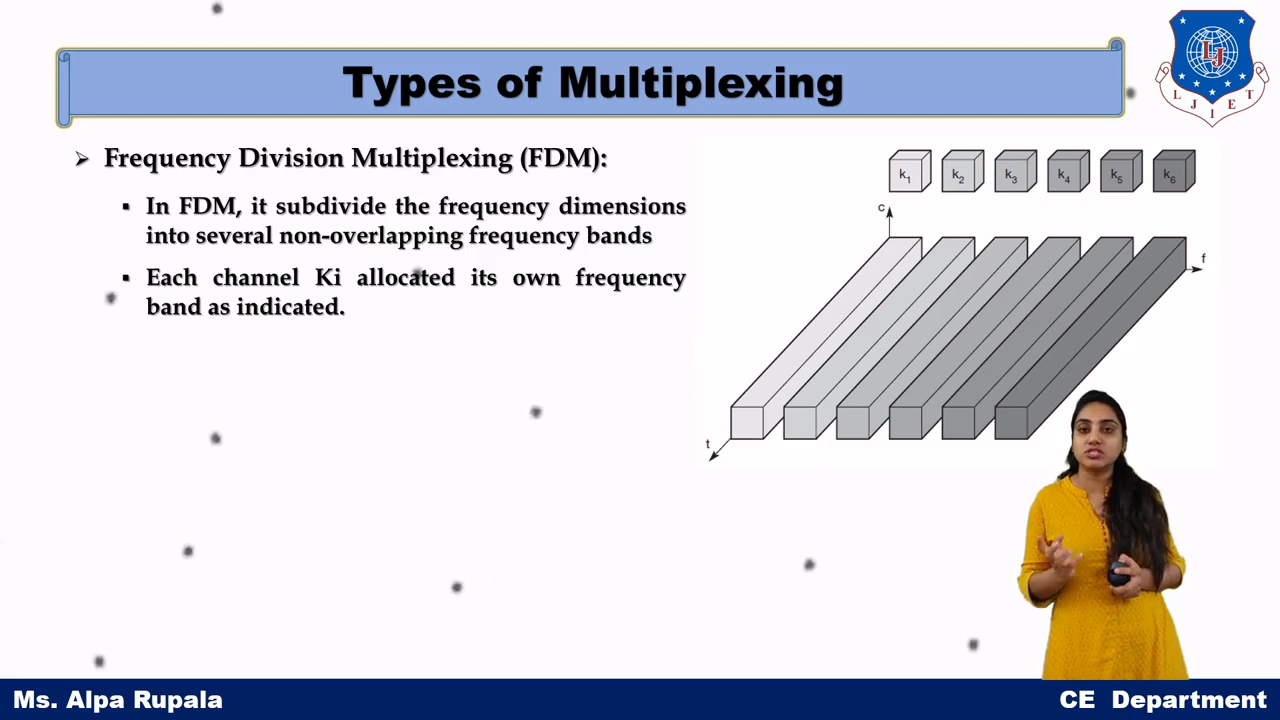 Types of Multiplexing
L J I E T
LJ
➢ Frequency Division Multiplexing (FDM):
▪ In FDM, it subdivide the frequency dimensions
into several non-overlapping frequency bands
▪ Each channel Ki allocated its own frequency
band as indicated.
k1 k2 k3 k4 k5 k6
c
f
t
Ms. Alpa Rupala
CE Department